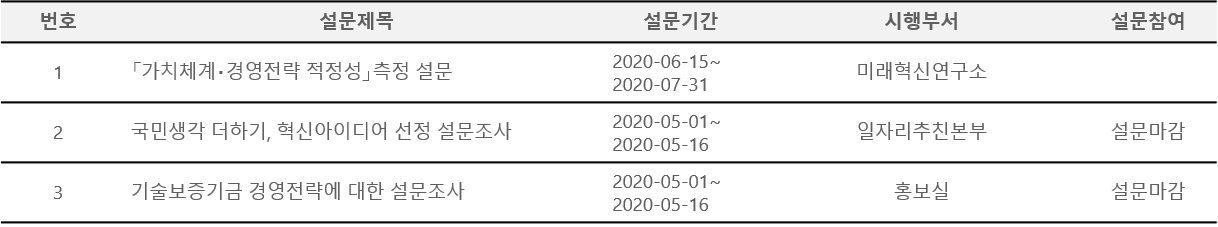 번호 설문제목 설문기간 시행부서 설문참여
1 「가치체계·경영전략 적정성」측정 설문 2020-06-15~ 미래혁신연구소
2020-07-31
2 국민생각 더하기, 혁신아이디어 선정 설문조사 2020-05-01~ 일자리추친본부 설문마감
2020-05-16
3 기술보증기금 경영전략에 대한 설문조사 2020-05-01~ 홍보실 설문마감
2020-05-16